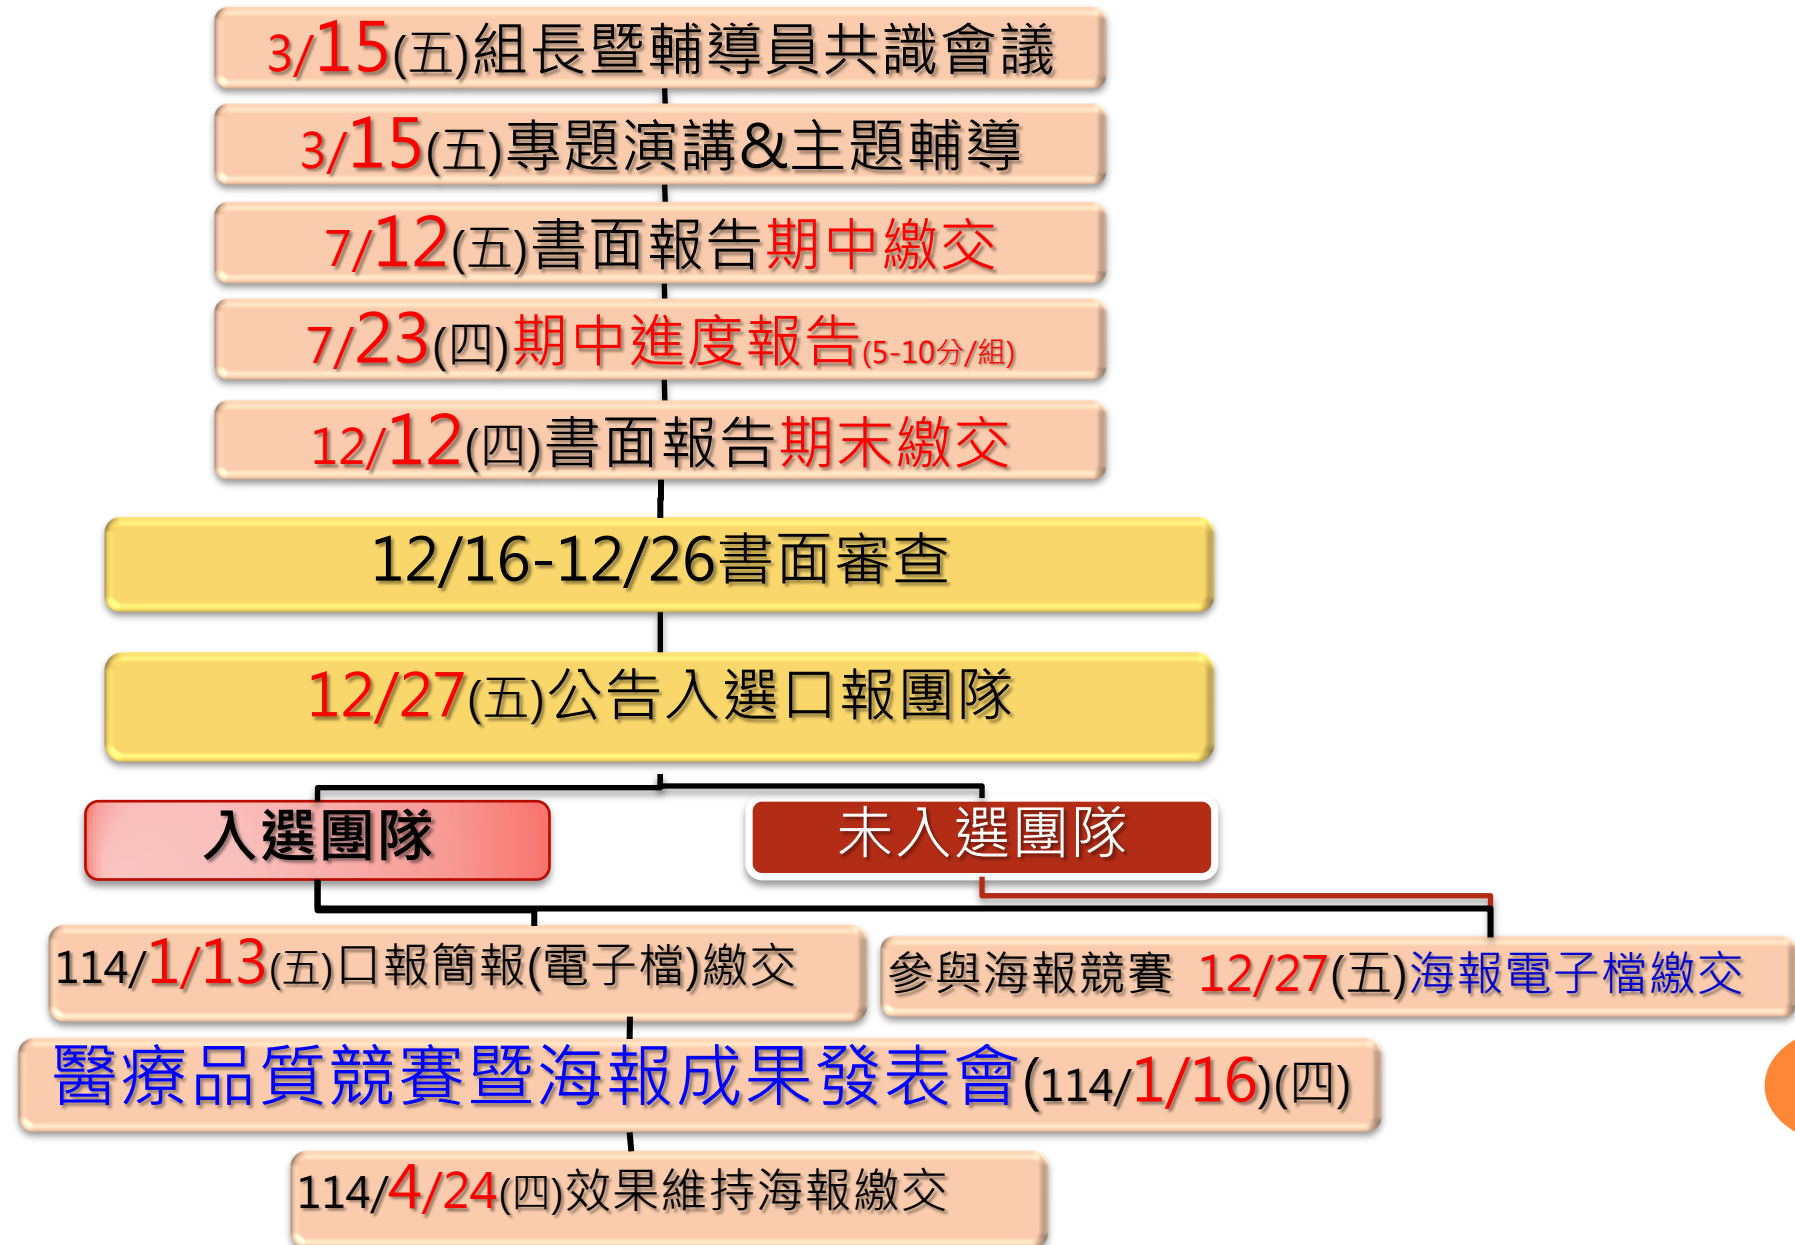 3/15(五)組長暨輔導員共識會議
3/15(五)專題演講&主題輔導
7/12(五)書面報告期中繳交
7/23(四)期中進度報告(5-10分/組)
12/12(四)書面報告期末繳交
12/16-12/26書面審查
12/27(五)公告入選口報團隊
入選團隊
未入選團隊
114/1/13(五)口報簡報(電子檔)繳交
參與海報競賽 12/27(五)海報電子檔繳交
醫療品質競賽暨海報成果發表會(114/1/16)(四)
114/4/24(四)效果維持海報繳交